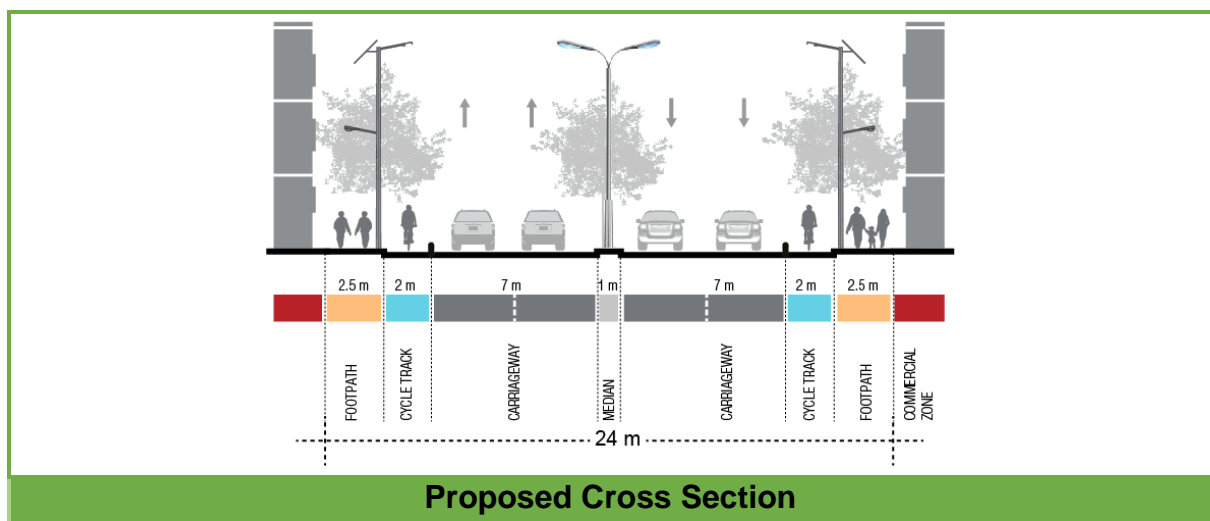 2.5 m 2 m 7 m 1 m 7 m 2 m 2.5 m
FOOTPATH
CYCLE TRACK
CARRIAGEWAY
MEDIAN
CARRIAGEWAY
CYCLE TRACK
FOOTPATH
COMMERCIAL
ZONE
24 m
Proposed Cross Section